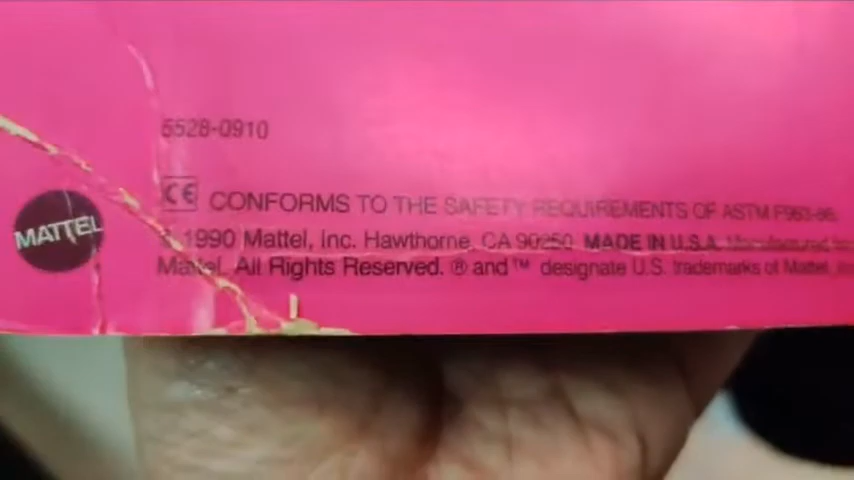 5528-0910
CE CONFORMS TO THE SAFETY REQUIREMENTS OF ASTM F963-86.
MATTEL
© 1990 Mattel, Inc. Hawthorne, CA 90250 MADE IN U.S.A. Manufactured
Mattel. All Rights Reserved. ® and ™ designate U.S. trademarks of Mattel,